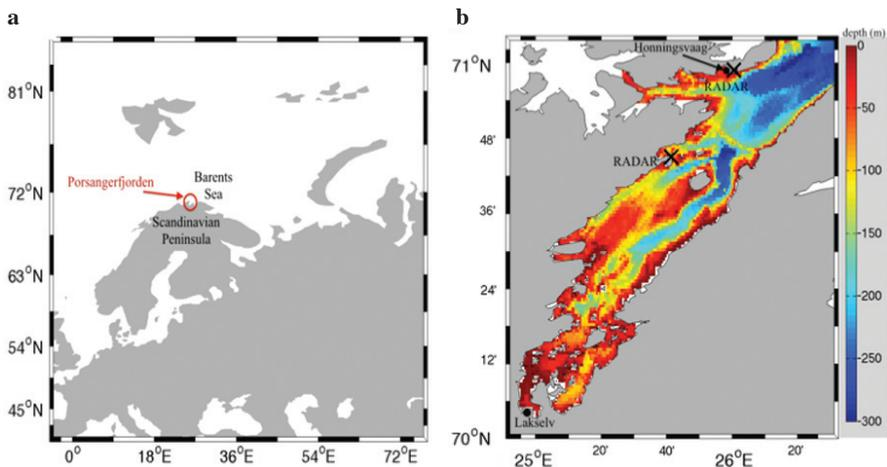 a
81°N
72°N
63°N
54°N
45°N
0°
18°E
36°E
54°E
72°E
Porsangerfjorden
Barents
Sea
Scandinavian
Peninsula
b
71°N
48'
36'
24'
12'
70°N
25°E
20'
40'
26°E
20'
Honningsvaag
RADAR
RADAR
Lakselv
depth (m)
0
-50
-100
-150
-200
-250
-300